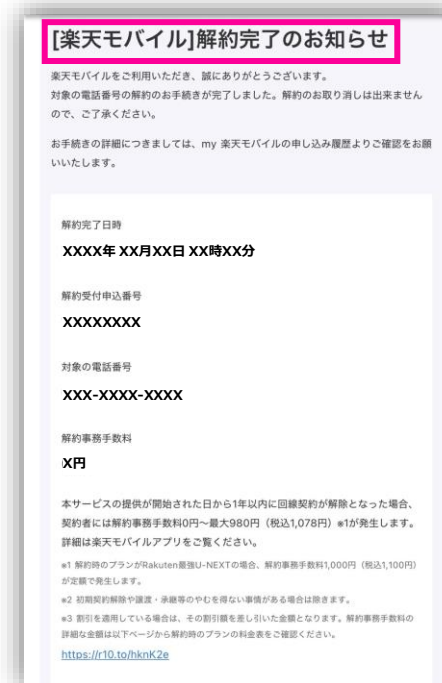 [楽天モバイル]解約完了のお知らせ
楽天モバイルをご利用いただき、誠にありがとうございます。
対象の電話番号の解約のお手続きが完了しました。解約のお取り消しは出来ません
ので、ご了承ください。
お手続きの詳細につきましては、my 楽天モバイルの申し込み履歴よりご確認をお願
いいたします。
解約完了日時
XXXX年 XX月XX日 XX時XX分
解約受付申込番号
XXXXXXXX
対象の電話番号
XXX-XXXX-XXXX
解約事務手数料
X円
本サービスの提供が開始された日から1年以内に回線契約が解除となった場合、
契約者には解約事務手数料0円〜最大980円（税込1,078円）※1が発生します。
詳細は楽天モバイルアプリをご覧ください。
※1 解約時のプランがRakuten最強U-NEXTの場合、解約事務手数料1,000円（税込1,100円）
が定額で発生します。
※2 初期契約解除や譲渡・承継等のやむを得ない事情がある場合は除きます。
※3 割引を適用している場合は、その割引額を差し引いた金額となります。解約事務手数料の
詳細な金額は以下ページから解約時のプランの料金表をご確認ください。
https://r10.to/hknK2e